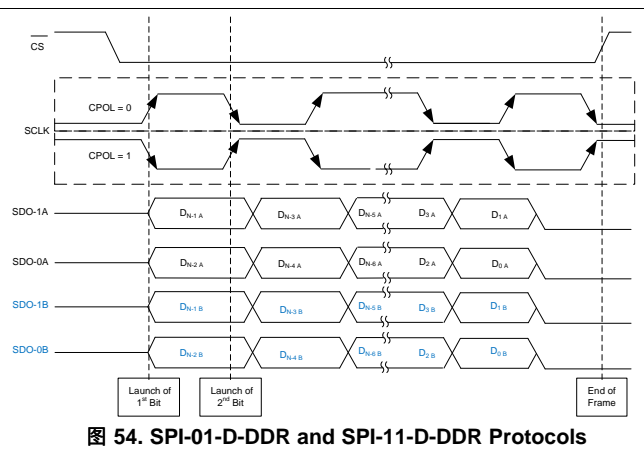 CS
CPOL = 0
SCLK
CPOL = 1
SDO-1A
DN-1 A
DN-3 A
DN-5 A
D3 A
D1 A
SDO-0A
DN-2 A
DN-4 A
DN-6 A
D2 A
D0 A
SDO-1B
DN-1 B
DN-3 B
DN-5 B
D3 B
D1 B
SDO-0B
DN-2 B
DN-4 B
DN-6 B
D2 B
D0 B
Launch of
1st Bit
Launch of
2nd Bit
End of
Frame
图 54. SPI-01-D-DDR and SPI-11-D-DDR Protocols